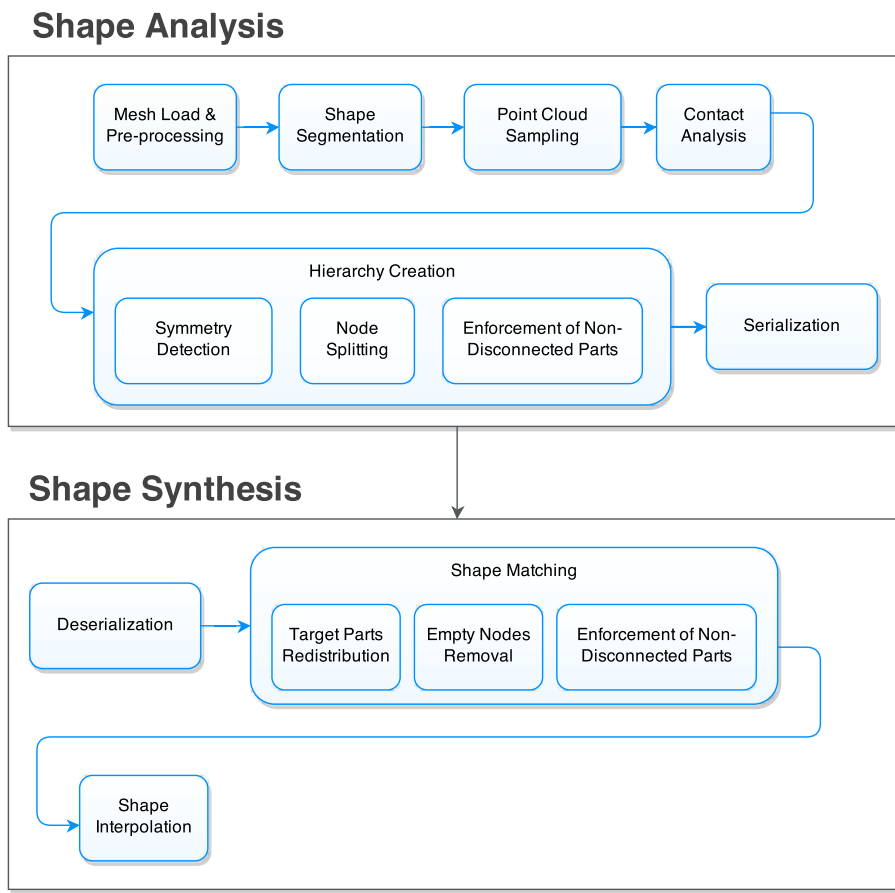 Shape Analysis
Mesh Load &
Pre-processing
Shape
Segmentation
Point Cloud
Sampling
Contact
Analysis
Hierarchy Creation
Symmetry
Detection
Node
Splitting
Enforcement of Non-
Disconnected Parts
Serialization
Shape Synthesis
Deserialization
Shape Matching
Target Parts
Redistribution
Empty Nodes
Removal
Enforcement of Non-
Disconnected Parts
Shape
Interpolation